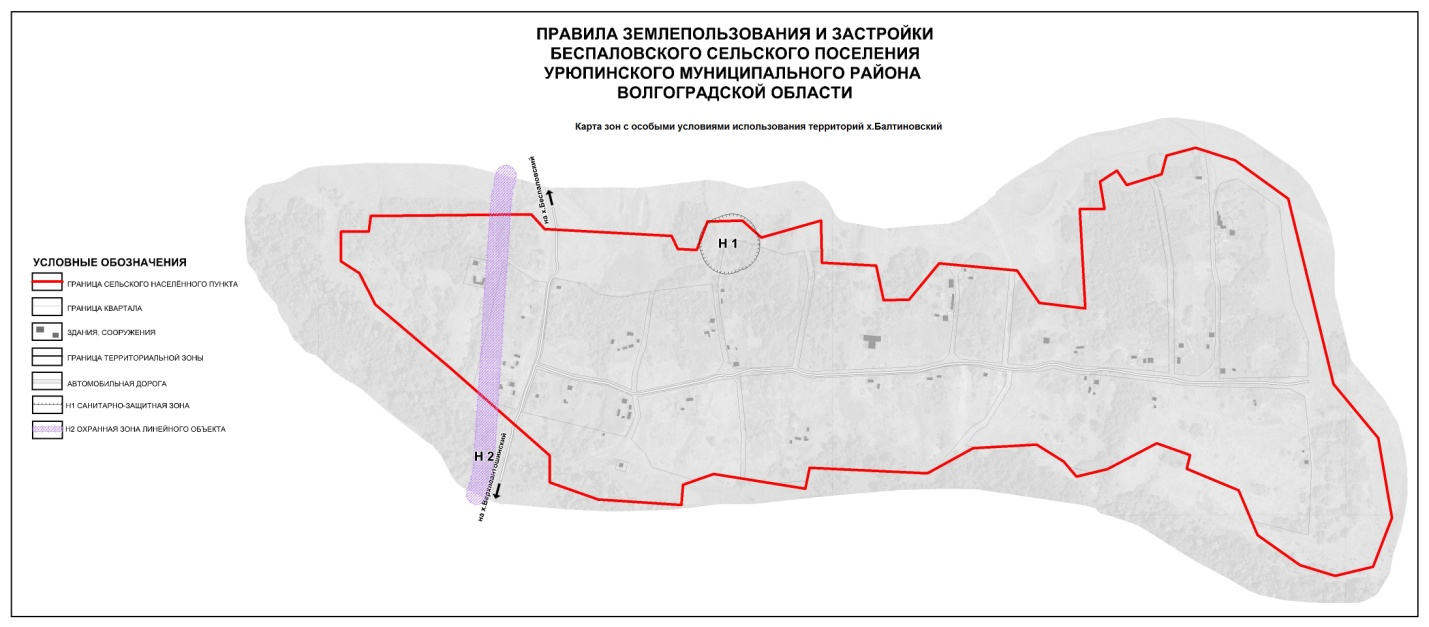 ПРАВИЛА ЗЕМЛЕПОЛЬЗОВАНИЯ И ЗАСТРОЙКИ
БЕСПАЛОВСКОГО СЕЛЬСКОГО ПОСЕЛЕНИЯ
УРЮПИНСКОГО МУНИЦИПАЛЬНОГО РАЙОНА
ВОЛГОГРАДСКОЙ ОБЛАСТИ
Карта зон с особыми условиями использования территорий х.Балтиновский
на х.Беспаловский
Н 1
УСЛОВНЫЕ ОБОЗНАЧЕНИЯ
ГРАНИЦА СЕЛЬСКОГО НАСЕЛЁННОГО ПУНКТА
ГРАНИЦА КВАРТАЛА
ЗДАНИЯ, СООРУЖЕНИЯ
ГРАНИЦА ТЕРРИТОРИАЛЬНОЙ ЗОНЫ
АВТОМОБИЛЬНАЯ ДОРОГА
Н1 САНИТАРНО-ЗАЩИТНАЯ ЗОНА
Н2 ОХРАННАЯ ЗОНА ЛИНЕЙНОГО ОБЪЕКТА
Н 2
на х.Верхнеантошинский